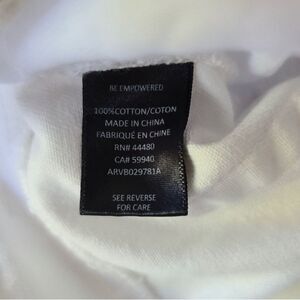 BE EMPOWERED
100%COTTON/COTON
MADE IN CHINA
FABRIQUÉ EN CHINE
RN# 44480
CA# 59940
ARVB029781A
SEE REVERSE
FOR CARE